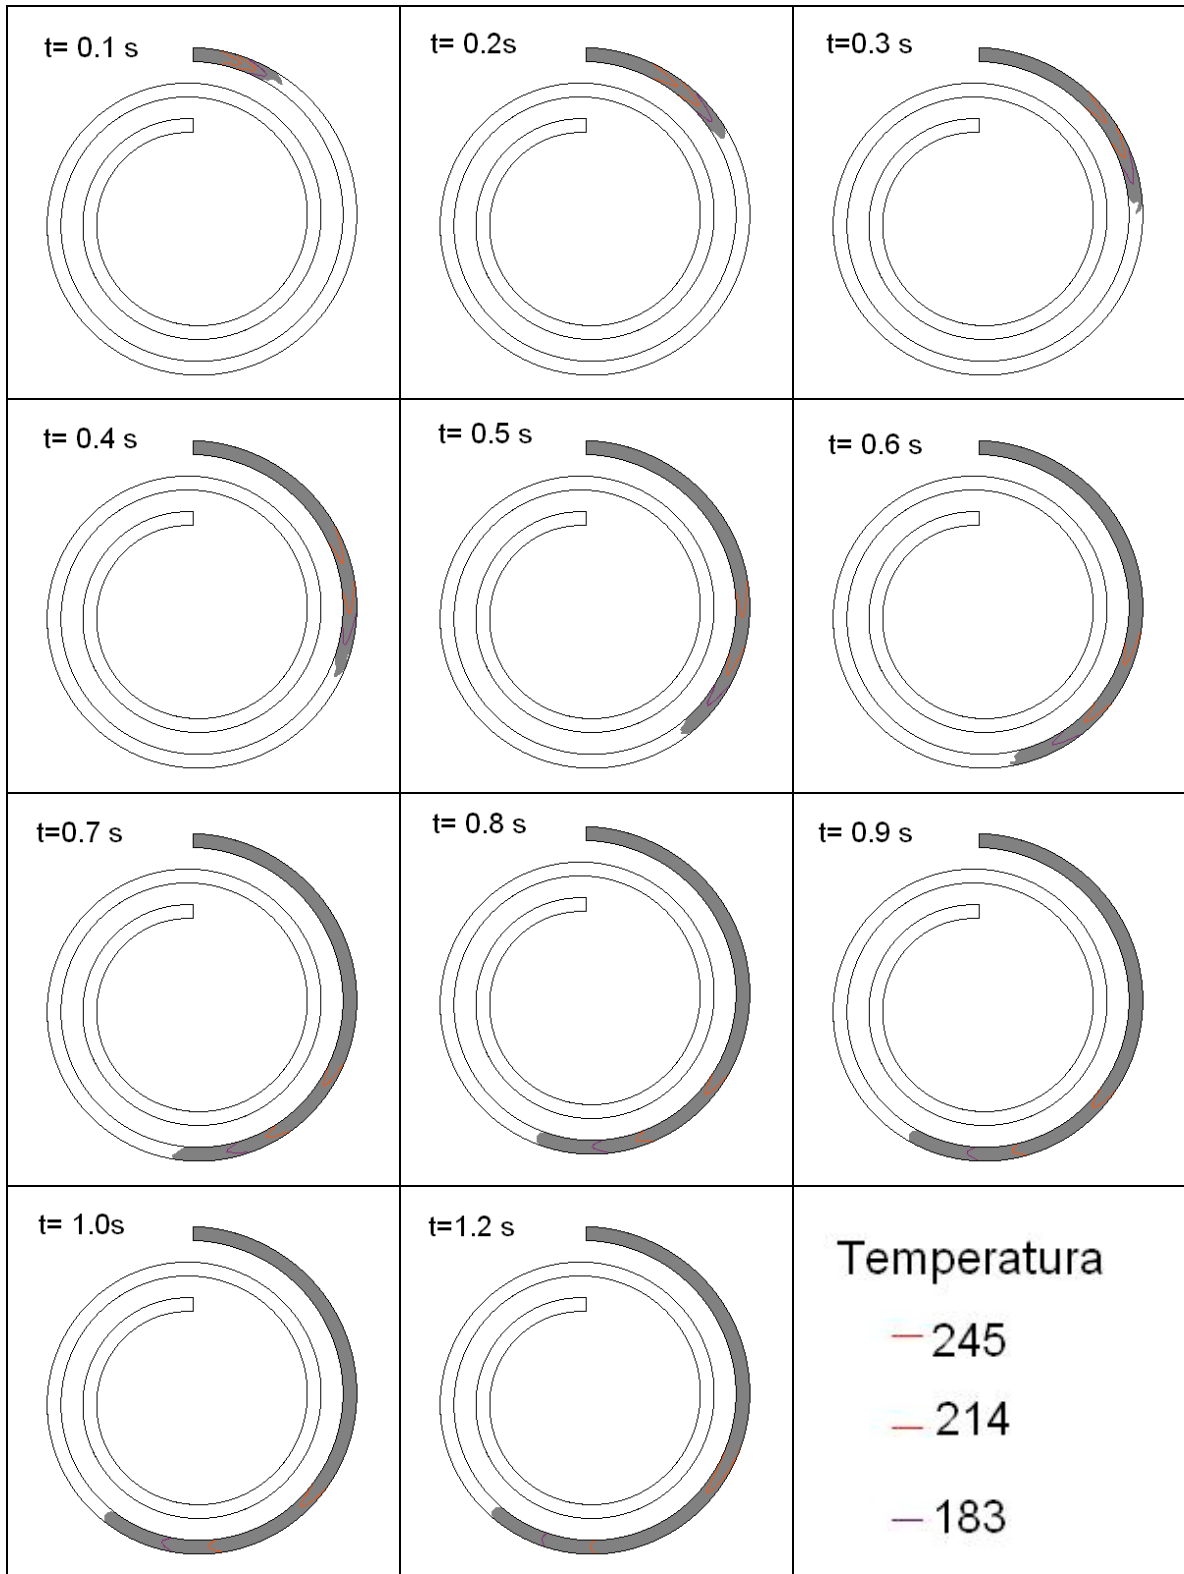 t= 0.1 s
t= 0.2s
t=0.3 s
t= 0.4 s
t= 0.5 s
t= 0.6 s
t=0.7 s
t= 0.8 s
t= 0.9 s
t= 1.0s
t=1.2 s
Temperatura
245
214
183